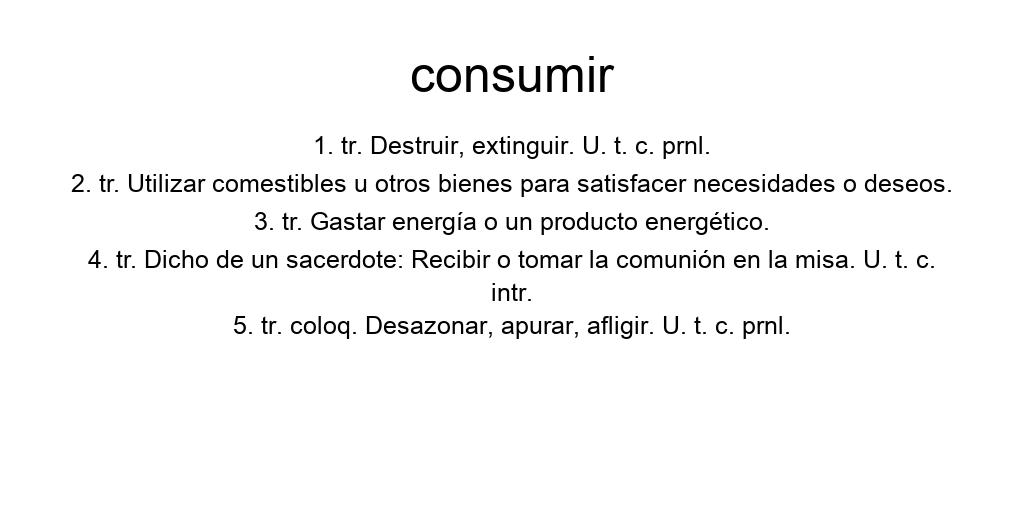 consumir
1. tr. Destruir, extinguir. U. t. c. prnl.
2. tr. Utilizar comestibles u otros bienes para satisfacer necesidades o deseos.
3. tr. Gastar energía o un producto energético.
4. tr. Dicho de un sacerdote: Recibir o tomar la comunión en la misa. U. t. c.
intr.
5. tr. coloq. Desazonar, apurar, afligir. U. t. c. prnl.